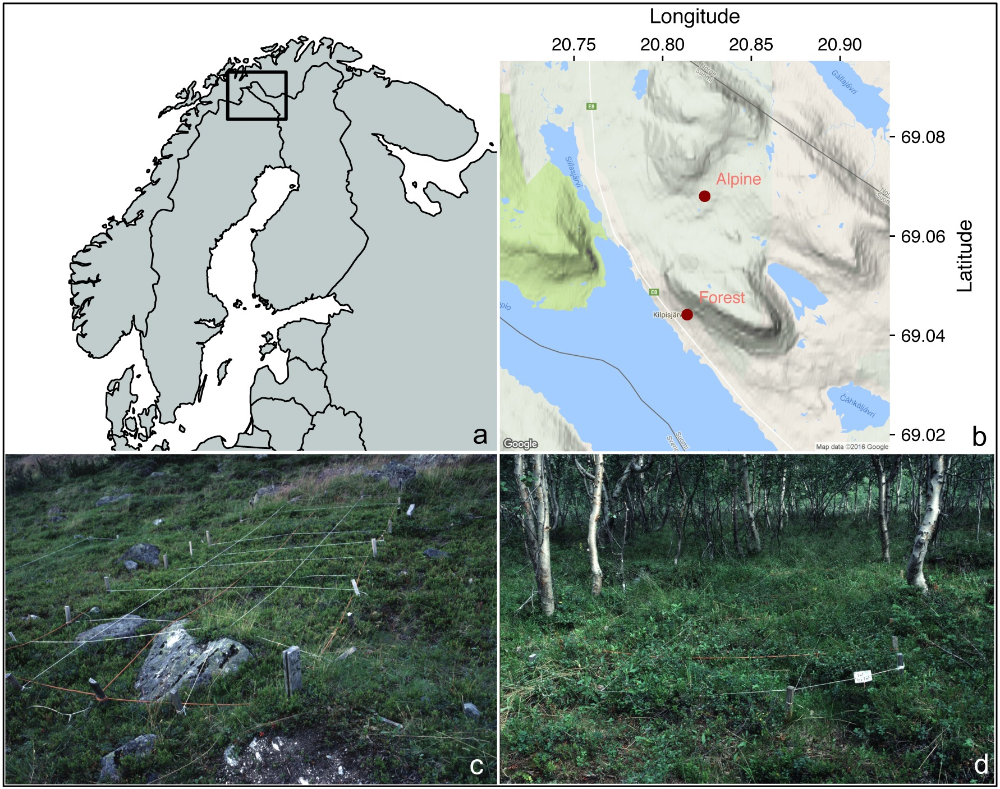 Longitude
20.75 20.80 20.85 20.90
Norge
Suomi
Gállajávri
E8
69.08
Siilasjärvi
Alpine
69.06
Latitude
E8
Forest
Kilpisjärv
69.04
Čáhkáljávri
69.02
Suomi
a
Google
Map data ©2016 Google
b
c
d